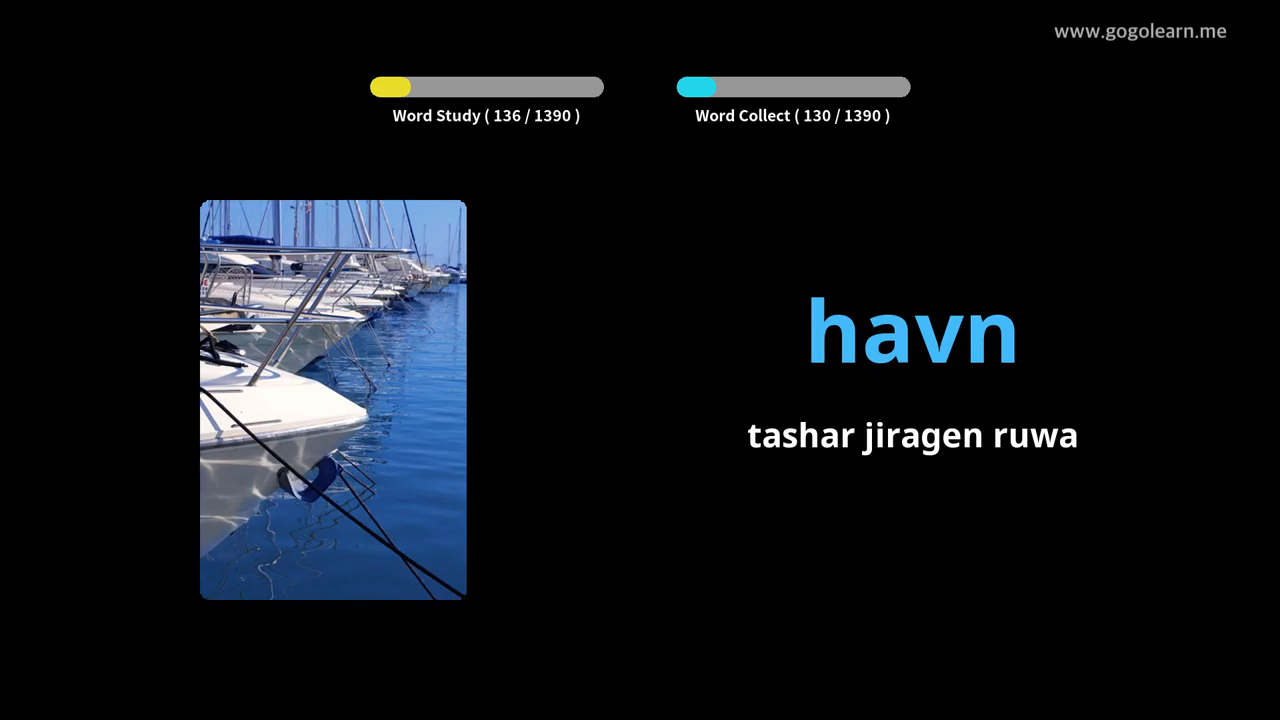 www.gogolearn.me
Word Study ( 136 / 1390 )
Word Collect ( 130 / 1390 )
havn
tashar jiragen ruwa